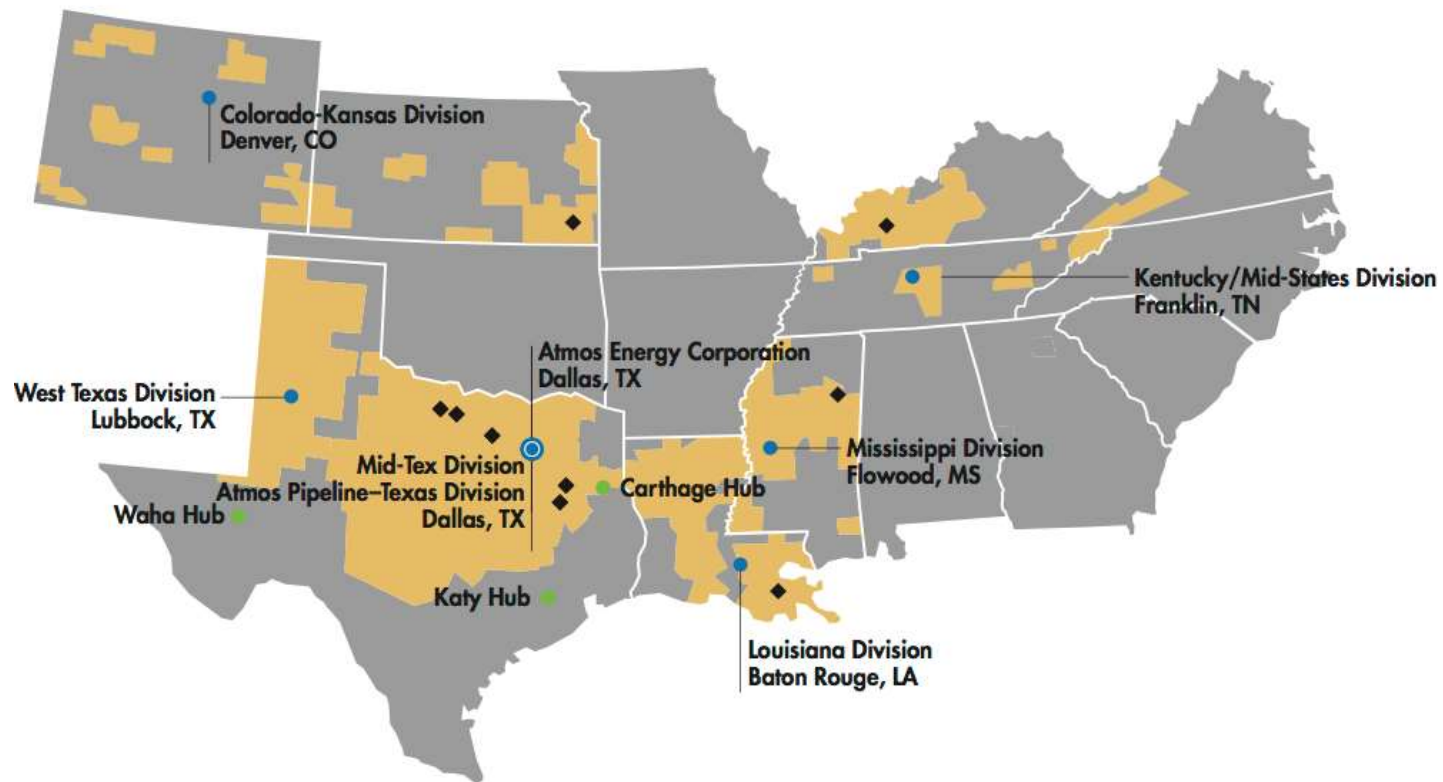 Colorado-Kansas Division
Denver, CO
Kentucky/Mid-States Division
Franklin, TN
Atmos Energy Corporation
Dallas, TX
West Texas Division
Lubbock, TX
Mississippi Division
Flowood, MS
Mid-Tex Division
Atmos Pipeline–Texas Division
Dallas, TX
Carthage Hub
Waha Hub
Katy Hub
Louisiana Division
Baton Rouge, LA